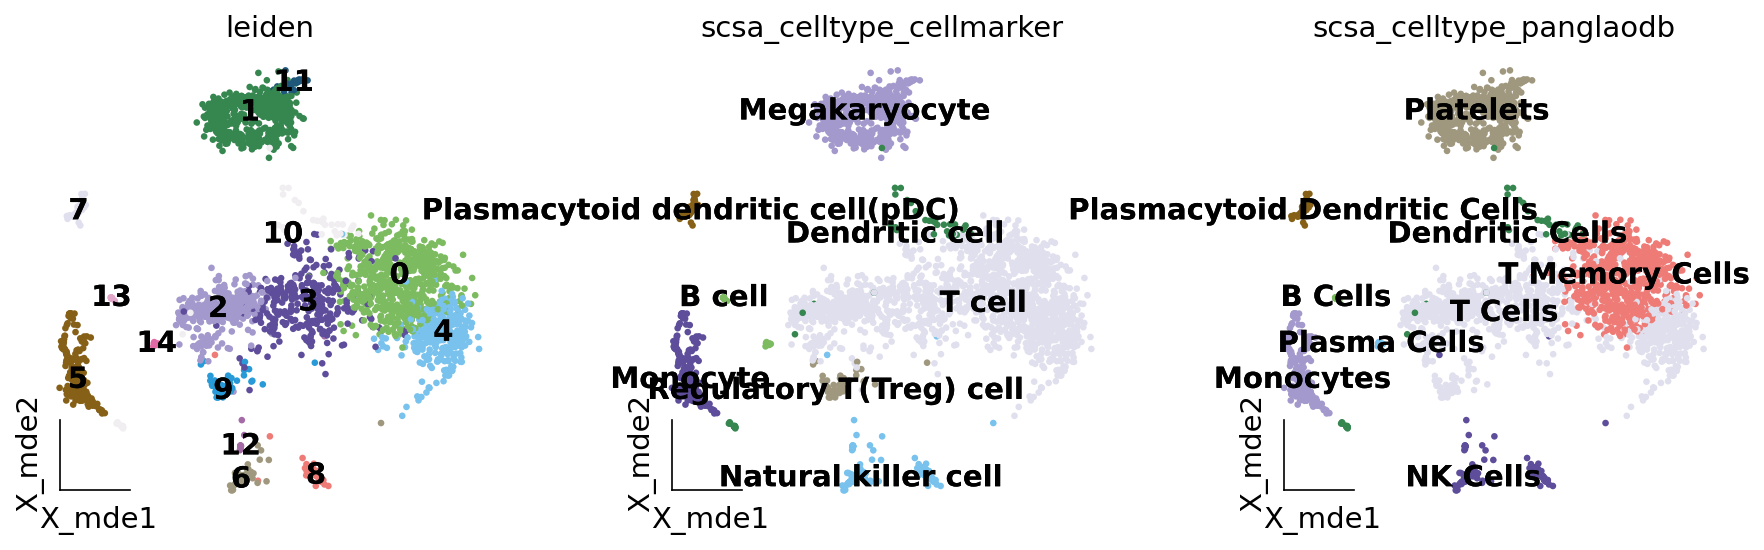 leiden
11
1
7
10
0
13
2
3
4
14
5
9
12
6
8
X_mde2
X_mde1
scsa_celltype_cellmarker
Megakaryocyte
Plasmacytoid dendritic cell(pDC)
Dendritic cell
B cell
T cell
Monocyte
Regulatory T(Treg) cell
Natural killer cell
X_mde2
X_mde1
scsa_celltype_panglaodb
Platelets
Plasmacytoid Dendritic Cells
Dendritic Cells
T Memory Cells
B Cells
T Cells
Plasma Cells
Monocytes
NK Cells
X_mde2
X_mde1